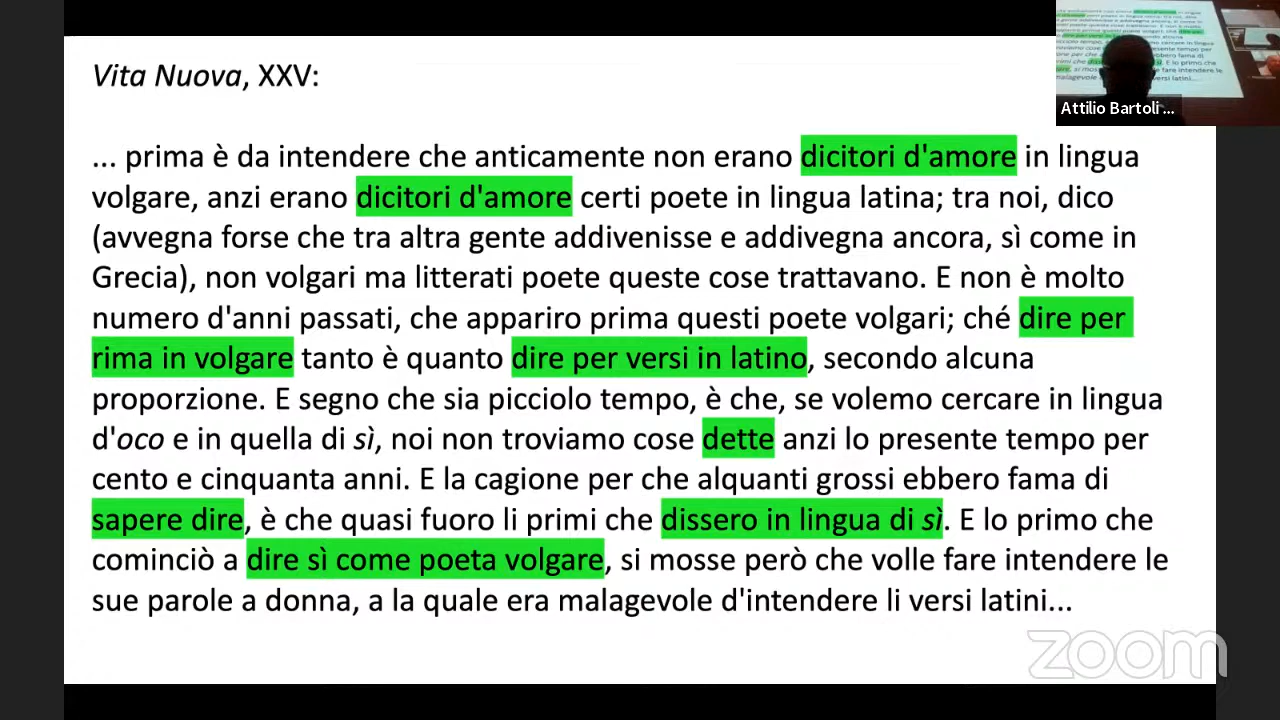 Vita Nuova, XXV:
... prima è da intendere che anticamente non erano dicitori d'amore in lingua
volgare, anzi erano dicitori d'amore certi poete in lingua latina; tra noi, dico
(avvegna forse che tra altra gente addivenisse e addivegna ancora, sì come in
Grecia), non volgari ma litterati poete queste cose trattavano. E non è molto
numero d'anni passati, che appariro prima questi poete volgari; ché dire per
rima in volgare tanto è quanto dire per versi in latino, secondo alcuna
proporzione. E segno che sia picciolo tempo, è che, se volemo cercare in lingua
d'oco e in quella di sì, noi non troviamo cose dette anzi lo presente tempo per
cento e cinquanta anni. E la cagione per che alquanti grossi ebbero fama di
sapere dire, è che quasi fuoro li primi che dissero in lingua di sì. E lo primo che
cominciò a dire sì come poeta volgare, si mosse però che volle fare intendere le
sue parole a donna, a la quale era malagevole d'intendere li versi latini...
Attilio Bartoli ...
zoom